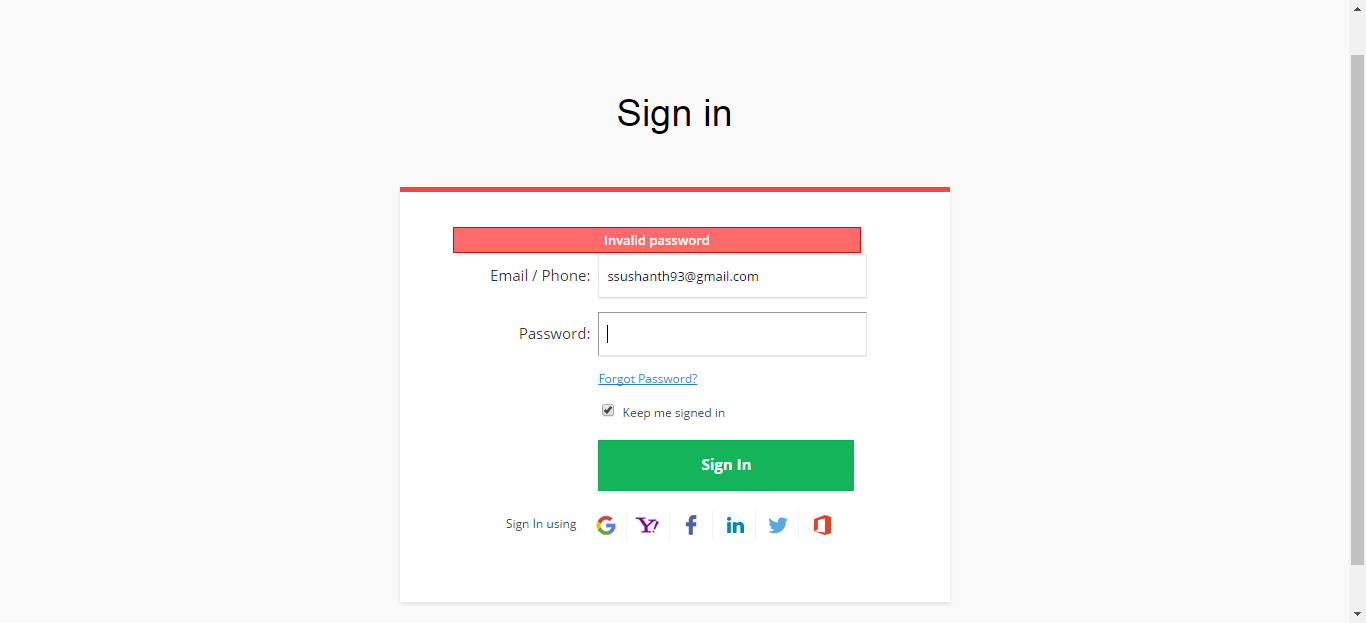 Sign in
Invalid password
Email / Phone: ssushanth93@gmail.com
Password:
Forgot Password?
Keep me signed in
Sign In
Sign In using